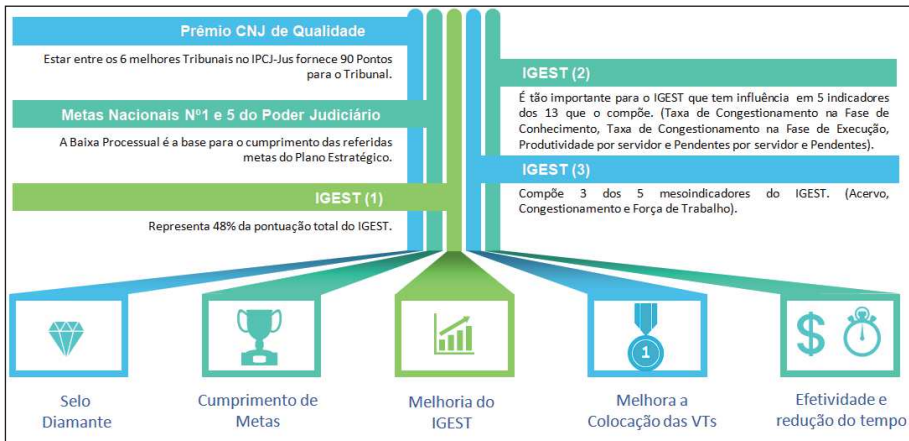 Prêmio CNJ de Qualidade
Estar entre os 6 melhores Tribunais no IPCJ-Jus fornece 90 Pontos
para o Tribunal.
Metas Nacionais Nº1 e 5 do Poder Judiciário
A Baixa Processual é a base para o cumprimento das referidas
metas do Plano Estratégico.
IGEST (1)
Representa 48% da pontuação total do IGEST.
IGEST (2)
É tão importante para o IGEST que tem influência em 5 indicadores
dos 13 que o compõe. (Taxa de Congestionamento na Fase de
Conhecimento, Taxa de Congestionamento na Fase de Execução,
Produtividade por servidor e Pendentes por servidor e Pendentes).
IGEST (3)
Compõe 3 dos 5 mesoindicadores do IGEST. (Acervo,
Congestionamento e Força de Trabalho).
$
1
Selo
Diamante
Cumprimento de
Metas
Melhoria do
IGEST
Melhora a
Colocação das VTs
Efetividade e
redução do tempo